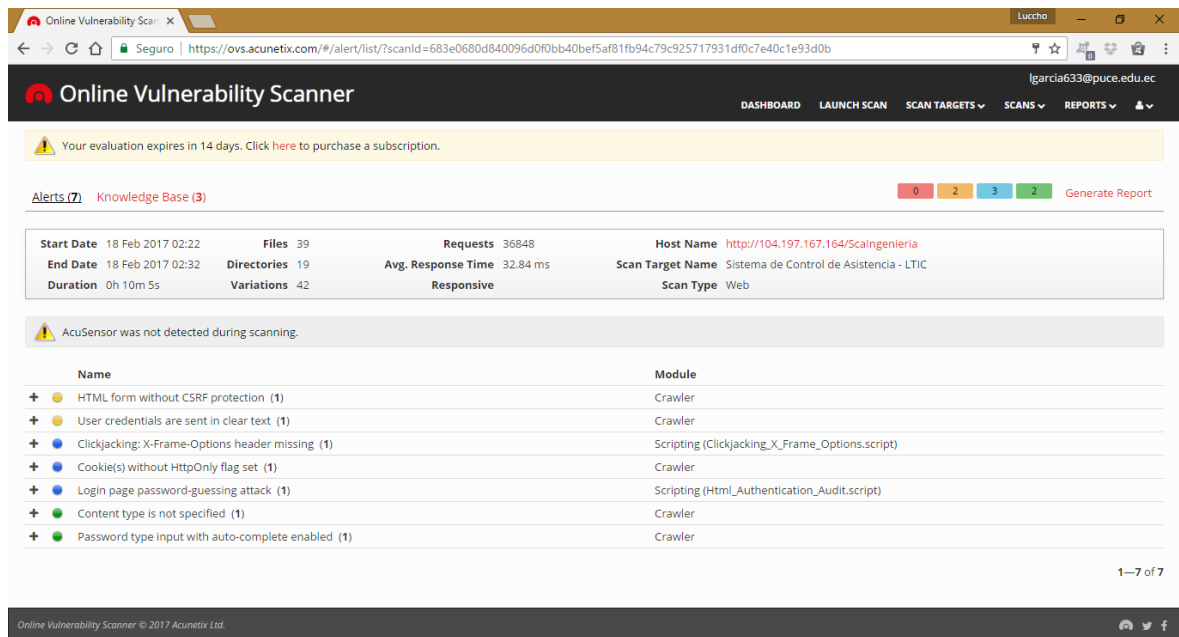 Online Vulnerability Scan
Luccho
Seguro | https://ovs.acunetix.com/#/alert/list/?scanId=683e0680d840096d0f0bb40bef5af81fb94c79c925717931df0c7e40c1e93d0b
0
lgarcia633@puce.edu.ec
Online Vulnerability Scanner
DASHBOARD LAUNCH SCAN SCAN TARGETS SCANS REPORTS
Your evaluation expires in 14 days. Click here to purchase a subscription.
Alerts (7) Knowledge Base (3) 0 2 3 2 Generate Report
Start Date 18 Feb 2017 02:22 Files 39 Requests 36848 Host Name http://104.197.167.164/ScaIngenieria
End Date 18 Feb 2017 02:32 Directories 19 Avg. Response Time 32.84 ms Scan Target Name Sistema de Control de Asistencia - LTIC
Duration 0h 10m 5s Variations 42 Responsive Scan Type Web
AcuSensor was not detected during scanning.
Name Module
HTML form without CSRF protection (1) Crawler
User credentials are sent in clear text (1) Crawler
Clickjacking: X-Frame-Options header missing (1) Scripting (Clickjacking_X_Frame_Options.script)
Cookie(s) without HttpOnly flag set (1) Crawler
Login page password-guessing attack (1) Scripting (Html_Authentication_Audit.script)
Content type is not specified (1) Crawler
Password type input with auto-complete enabled (1) Crawler
1—7 of 7
Online Vulnerability Scanner © 2017 Acunetix Ltd.